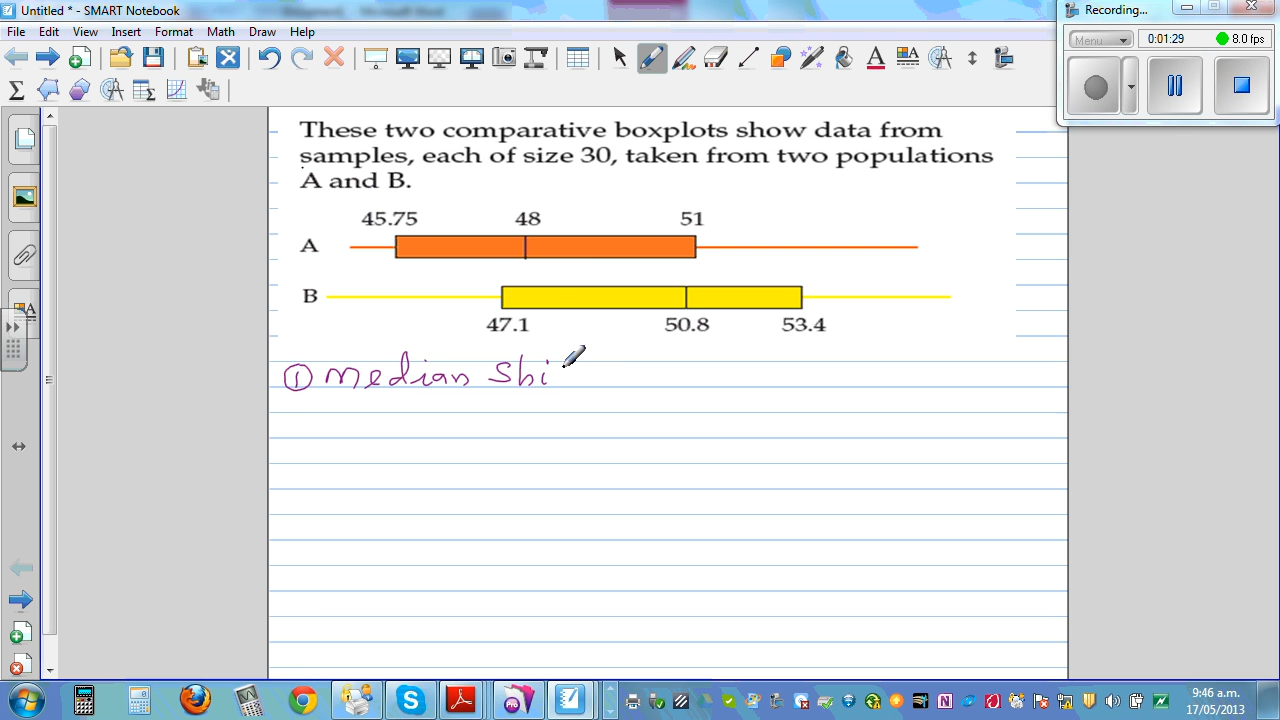 Untitled * - SMART Notebook
Recording...
File Edit View Insert Format Math Draw Help
Menu
0:01:29
8.0 fps
These two comparative boxplots show data from
samples, each of size 30, taken from two populations
A and B.
45.75 48 51
A
B
47.1 50.8 53.4
① Median Shi
9:46 a.m.
17/05/2013